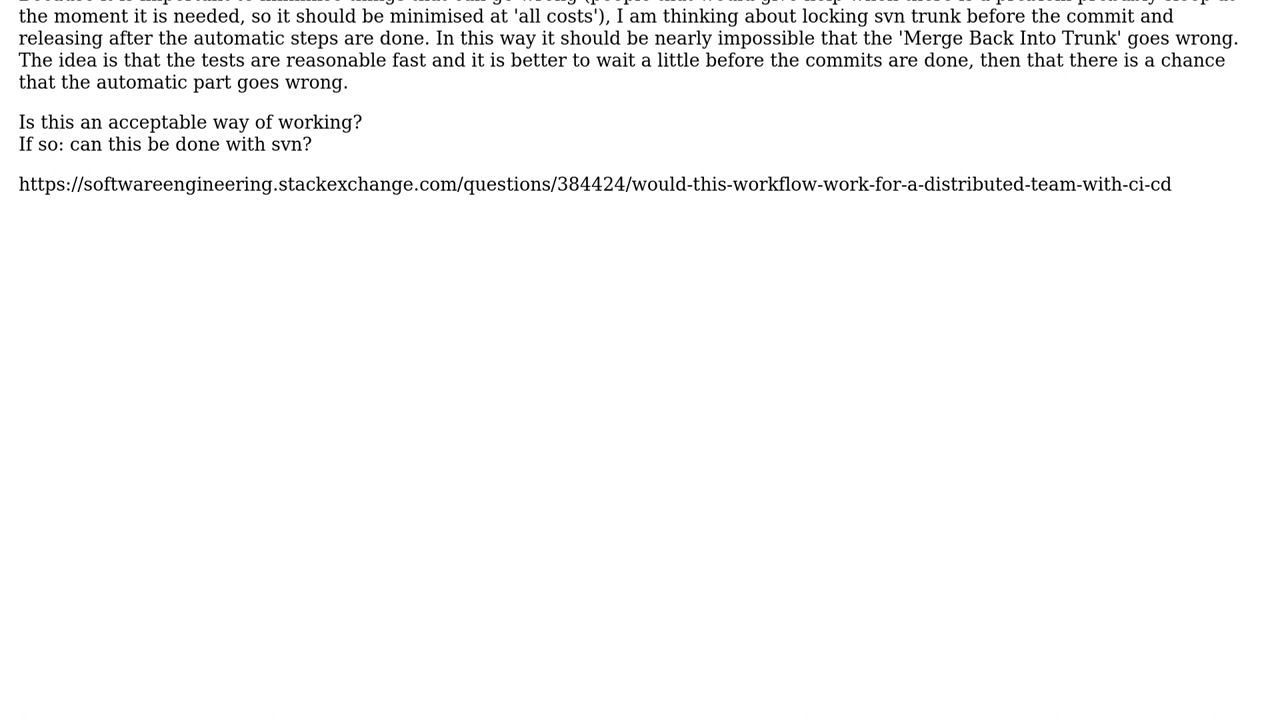 the moment it is needed, so it should be minimised at 'all costs'), I am thinking about locking svn trunk before the commit and
releasing after the automatic steps are done. In this way it should be nearly impossible that the 'Merge Back Into Trunk' goes wrong.
The idea is that the tests are reasonable fast and it is better to wait a little before the commits are done, then that there is a chance
that the automatic part goes wrong.
Is this an acceptable way of working?
If so: can this be done with svn?
https://softwareengineering.stackexchange.com/questions/384424/would-this-workflow-work-for-a-distributed-team-with-ci-cd